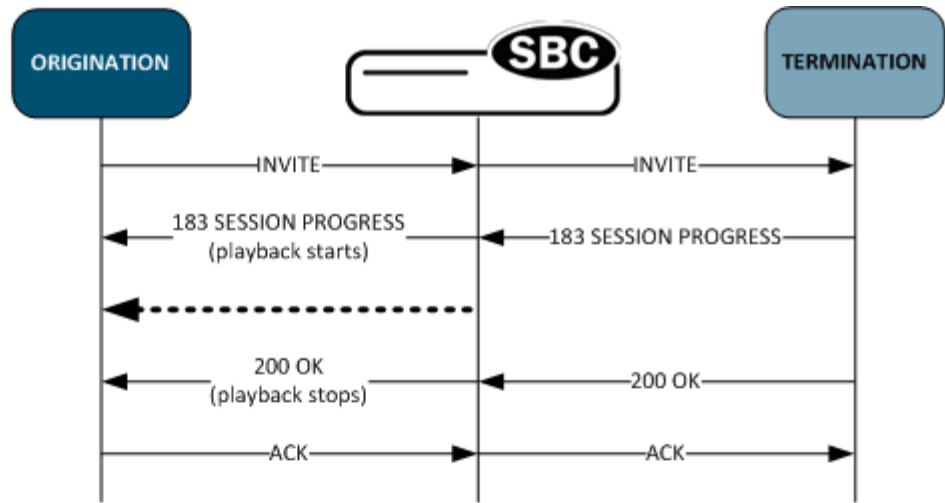 ORIGINATION
SBC
TERMINATION
INVITE
INVITE
183 SESSION PROGRESS
(playback starts)
183 SESSION PROGRESS
200 OK
(playback stops)
200 OK
ACK
ACK